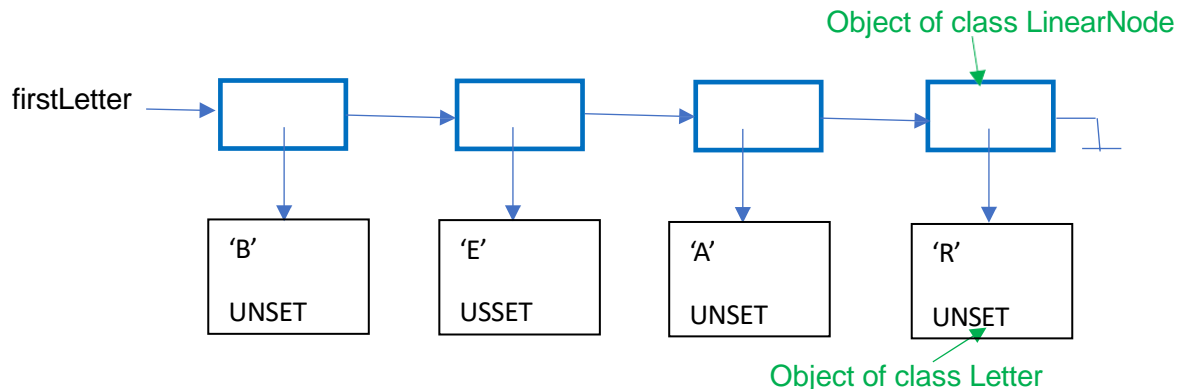 Object of class LinearNode
firstLetter
‘B’
UNSET
‘E’
USSET
‘A’
UNSET
‘R’
UNSET
Object of class Letter